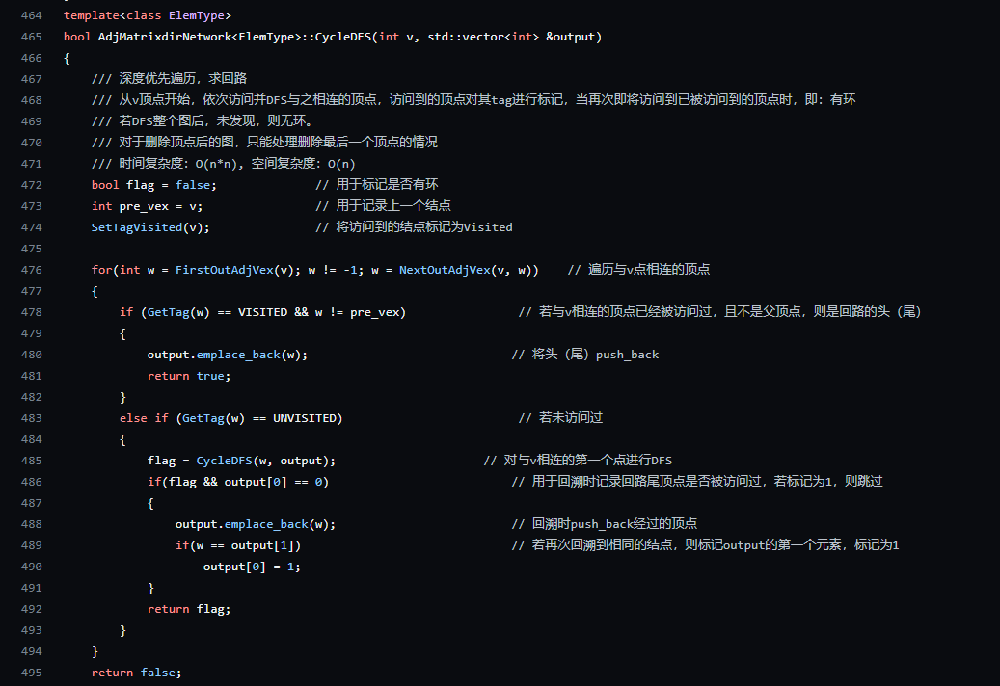 464 template<class ElemType>
465 bool AdjMatrixdirNetwork<ElemType>::CycleDFS(int v, std::vector<int> &output)
466 {
467     /// 深度优先遍历，求回路
468     /// 从v顶点开始，依次访问并DFS与之相连的顶点，访问到的顶点对其tag进行标记，当再次即将访问到已被访问到的顶点时，即：有环
469     /// 若DFS整个图后，未发现，则无环。
470     /// 对于删除顶点后的图，只能处理删除最后一个顶点的情况
471     /// 时间复杂度：O(n*n)，空间复杂度：O(n)
472     bool flag = false;              // 用于标记是否有环
473     int pre_vex = v;                // 用于记录上一个结点
474     SetTagVisited(v);               // 将访问到的结点标记为Visited
475
476     for(int w = FirstOutAdjVex(v); w != -1; w = NextOutAdjVex(v, w))    // 遍历与v点相连的顶点
477     {
478         if (GetTag(w) == VISITED && w != pre_vex)                // 若与v相连的顶点已经被访问过，且不是父顶点，则是回路的头（尾）
479         {
480             output.emplace_back(w);                             // 将头（尾）push_back
481             return true;
482         }
483         else if (GetTag(w) == UNVISITED)                         // 若未访问过
484         {
485             flag = CycleDFS(w, output);                     // 对与v相连的第一个点进行DFS
486             if(flag && output[0] == 0)                          // 用于回溯时记录回路尾顶点是否被访问过，若标记为1，则跳过
487             {
488                 output.emplace_back(w);                         // 回溯时push_back经过的顶点
489                 if(w == output[1])                              // 若再次回溯到相同的结点，则标记output的第一个元素，标记为1
490                     output[0] = 1;
491             }
492             return flag;
493         }
494     }
495     return false;